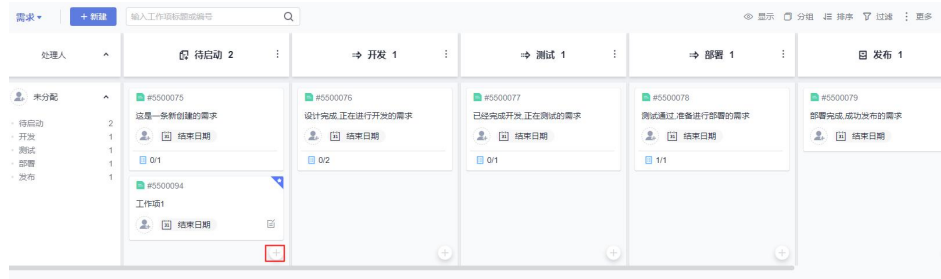 需求 + 新建 输入工作项标题或编号 显示 分组 排序 过滤 更多
处理人 待启动 2 开发 1 测试 1 部署 1 发布 1
未分配
待启动 2
开发 1
测试 1
部署 1
发布 1
#5500075
这是一条新创建的需求
31 结束日期
0/1
#5500094
工作项1
31 结束日期
#5500076
设计完成,正在进行开发的需求
31 结束日期
0/2
#5500077
已经完成开发,正在测试的需求
31 结束日期
0/1
#5500078
测试通过,准备进行部署的需求
31 结束日期
1/1
#5500079
部署完成,成功发布的需求
31 结束日期